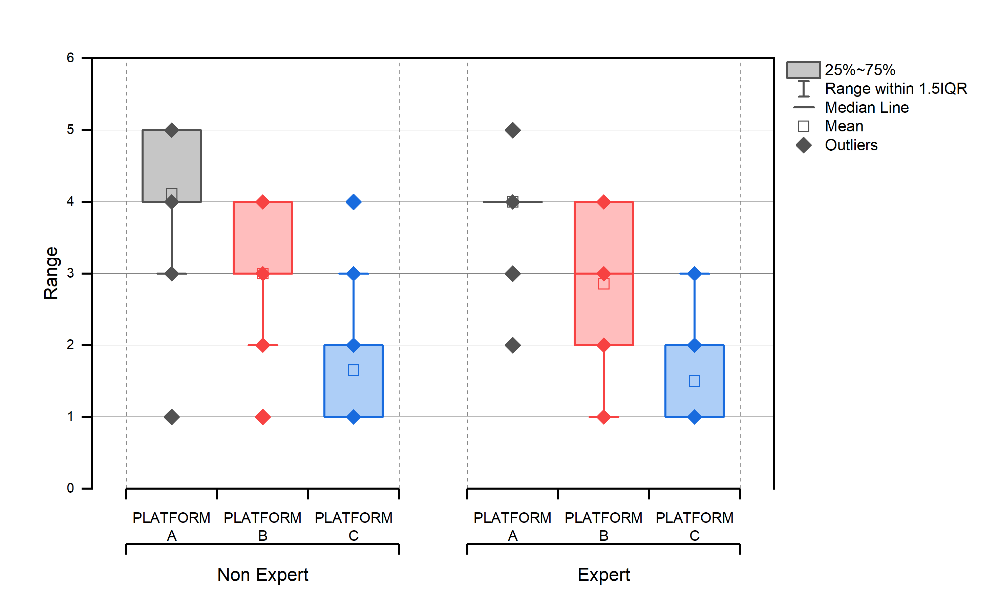 6
5
4
3
2
1
0
Range
25%~75%
Range within 1.5IQR
Median Line
Mean
Outliers
PLATFORM A
PLATFORM B
PLATFORM C
PLATFORM A
PLATFORM B
PLATFORM C
Non Expert
Expert